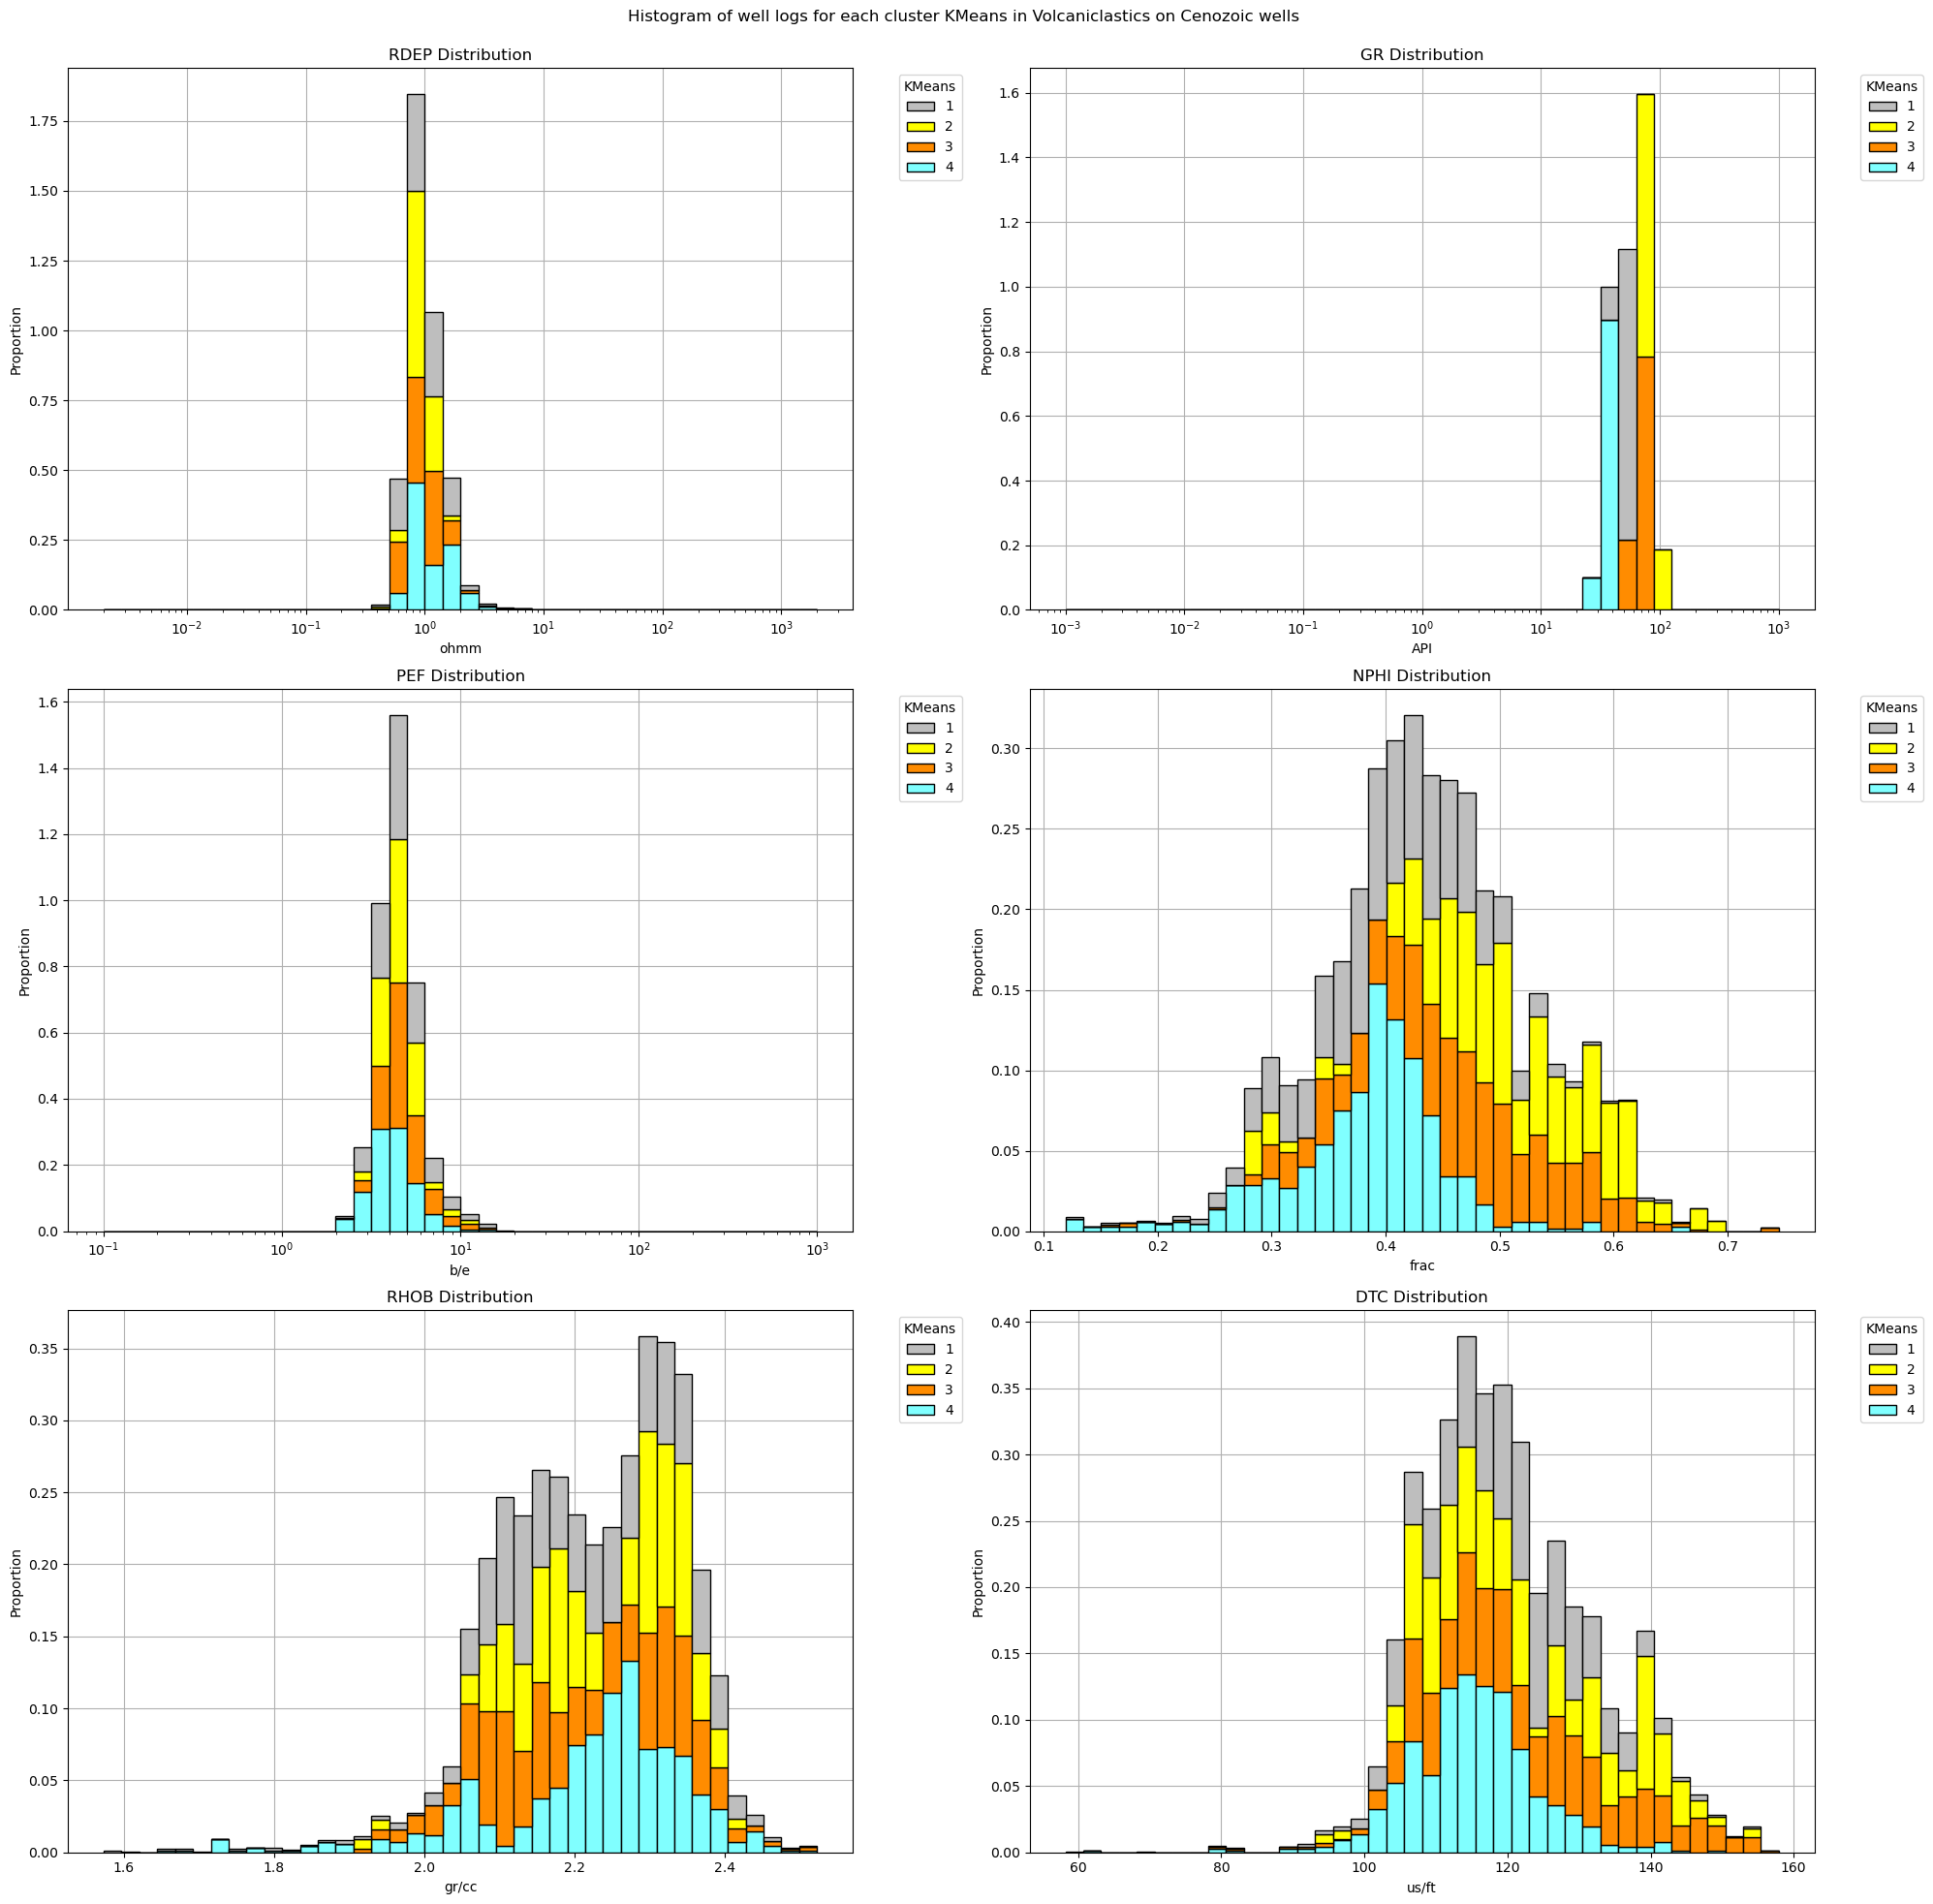 Histogram of well logs for each cluster KMeans in Volcaniclastics on Cenozoic wells
RDEP Distribution
Proportion
1.75
1.50
1.25
1.00
0.75
0.50
0.25
0.00
10⁻² 10⁻¹ 10⁰ 10¹ 10² 10³
ohmm
KMeans
1
2
3
4
GR Distribution
Proportion
1.6
1.4
1.2
1.0
0.8
0.6
0.4
0.2
0.0
10⁻³ 10⁻² 10⁻¹ 10⁰ 10¹ 10² 10³
API
KMeans
1
2
3
4
PEF Distribution
Proportion
1.6
1.4
1.2
1.0
0.8
0.6
0.4
0.2
0.0
10⁻¹ 10⁰ 10¹ 10² 10³
b/e
KMeans
1
2
3
4
NPHI Distribution
Proportion
0.30
0.25
0.20
0.15
0.10
0.05
0.00
0.1 0.2 0.3 0.4 0.5 0.6 0.7
frac
KMeans
1
2
3
4
RHOB Distribution
Proportion
0.35
0.30
0.25
0.20
0.15
0.10
0.05
0.00
1.6 1.8 2.0 2.2 2.4
gr/cc
KMeans
1
2
3
4
DTC Distribution
Proportion
0.40
0.35
0.30
0.25
0.20
0.15
0.10
0.05
0.00
60 80 100 120 140 160
us/ft
KMeans
1
2
3
4